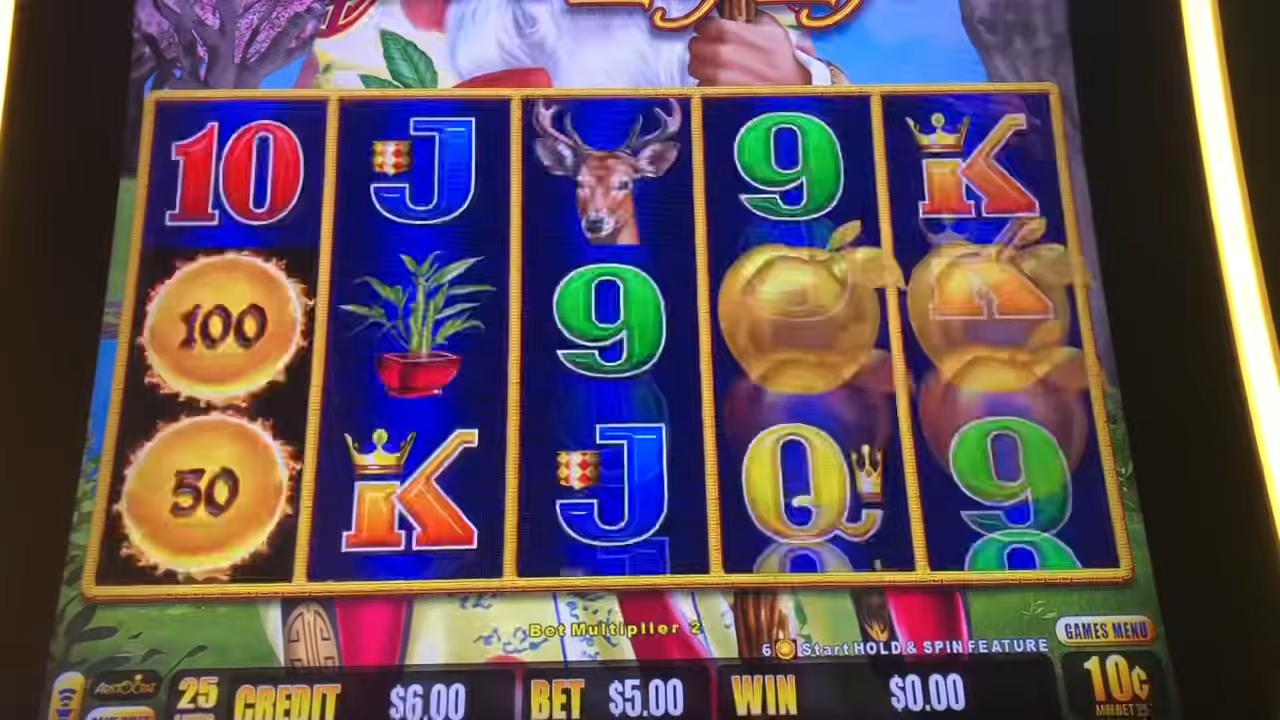 10 J 9 K
100 9
50 K J Q 9
Bet Multiplier 2
6 Start HOLD & SPIN FEATURE
GAMES MENU
ARISTOCRAT
25 CREDIT $6.00 BET $5.00 WIN $0.00 10¢